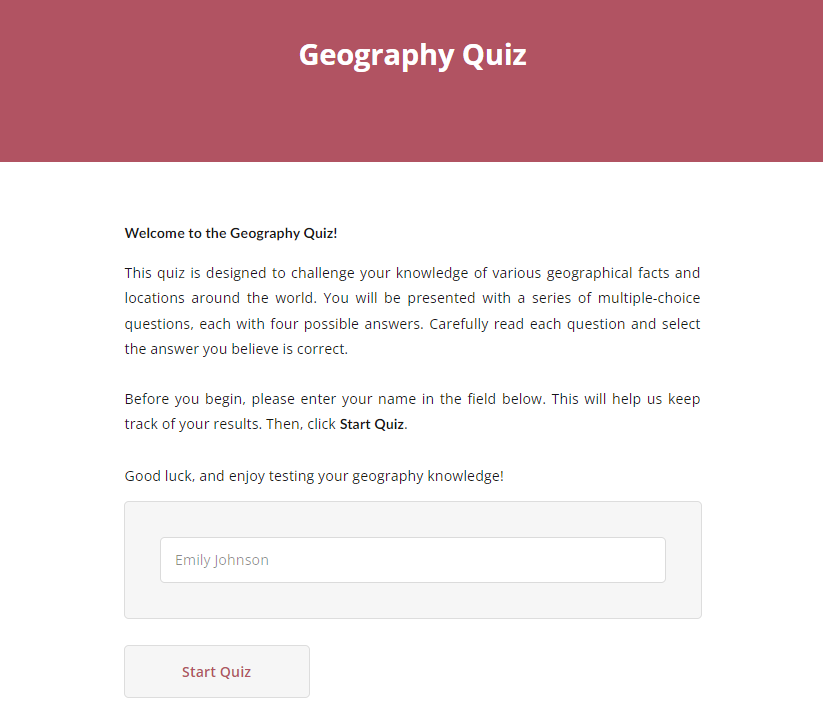 Geography Quiz
Welcome to the Geography Quiz!
This quiz is designed to challenge your knowledge of various geographical facts and
locations around the world. You will be presented with a series of multiple-choice
questions, each with four possible answers. Carefully read each question and select
the answer you believe is correct.
Before you begin, please enter your name in the field below. This will help us keep
track of your results. Then, click Start Quiz.
Good luck, and enjoy testing your geography knowledge!
Emily Johnson
Start Quiz